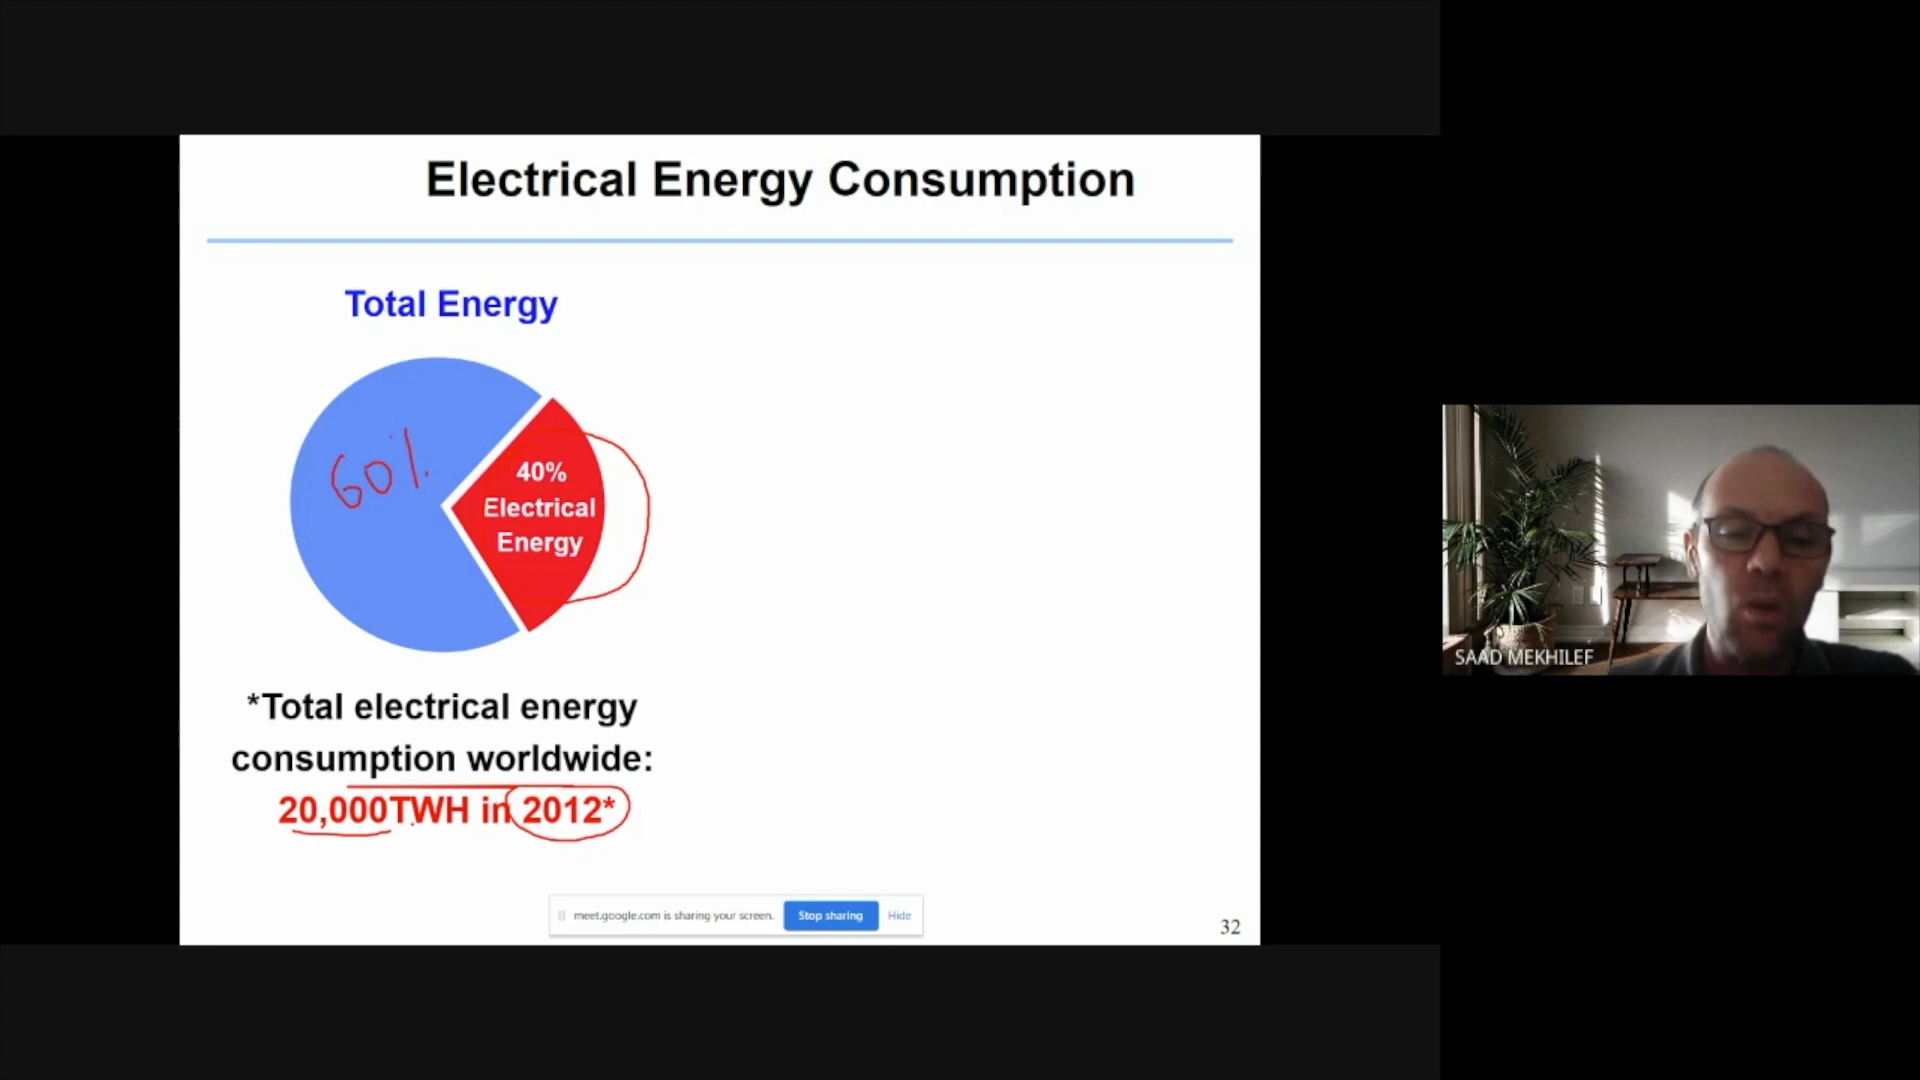 Electrical Energy Consumption
Total Energy
60%
40%
Electrical
Energy
*Total electrical energy
consumption worldwide:
20,000TWH in 2012*
meet.google.com is sharing your screen.
Stop sharing
Hide
32
SAAD MEKHILEF